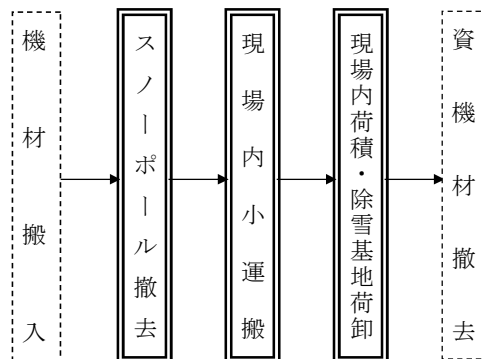 機材搬入
スノーポール撤去
現場内小運搬
現場内荷積・除雪基地荷卸
資機材撤去